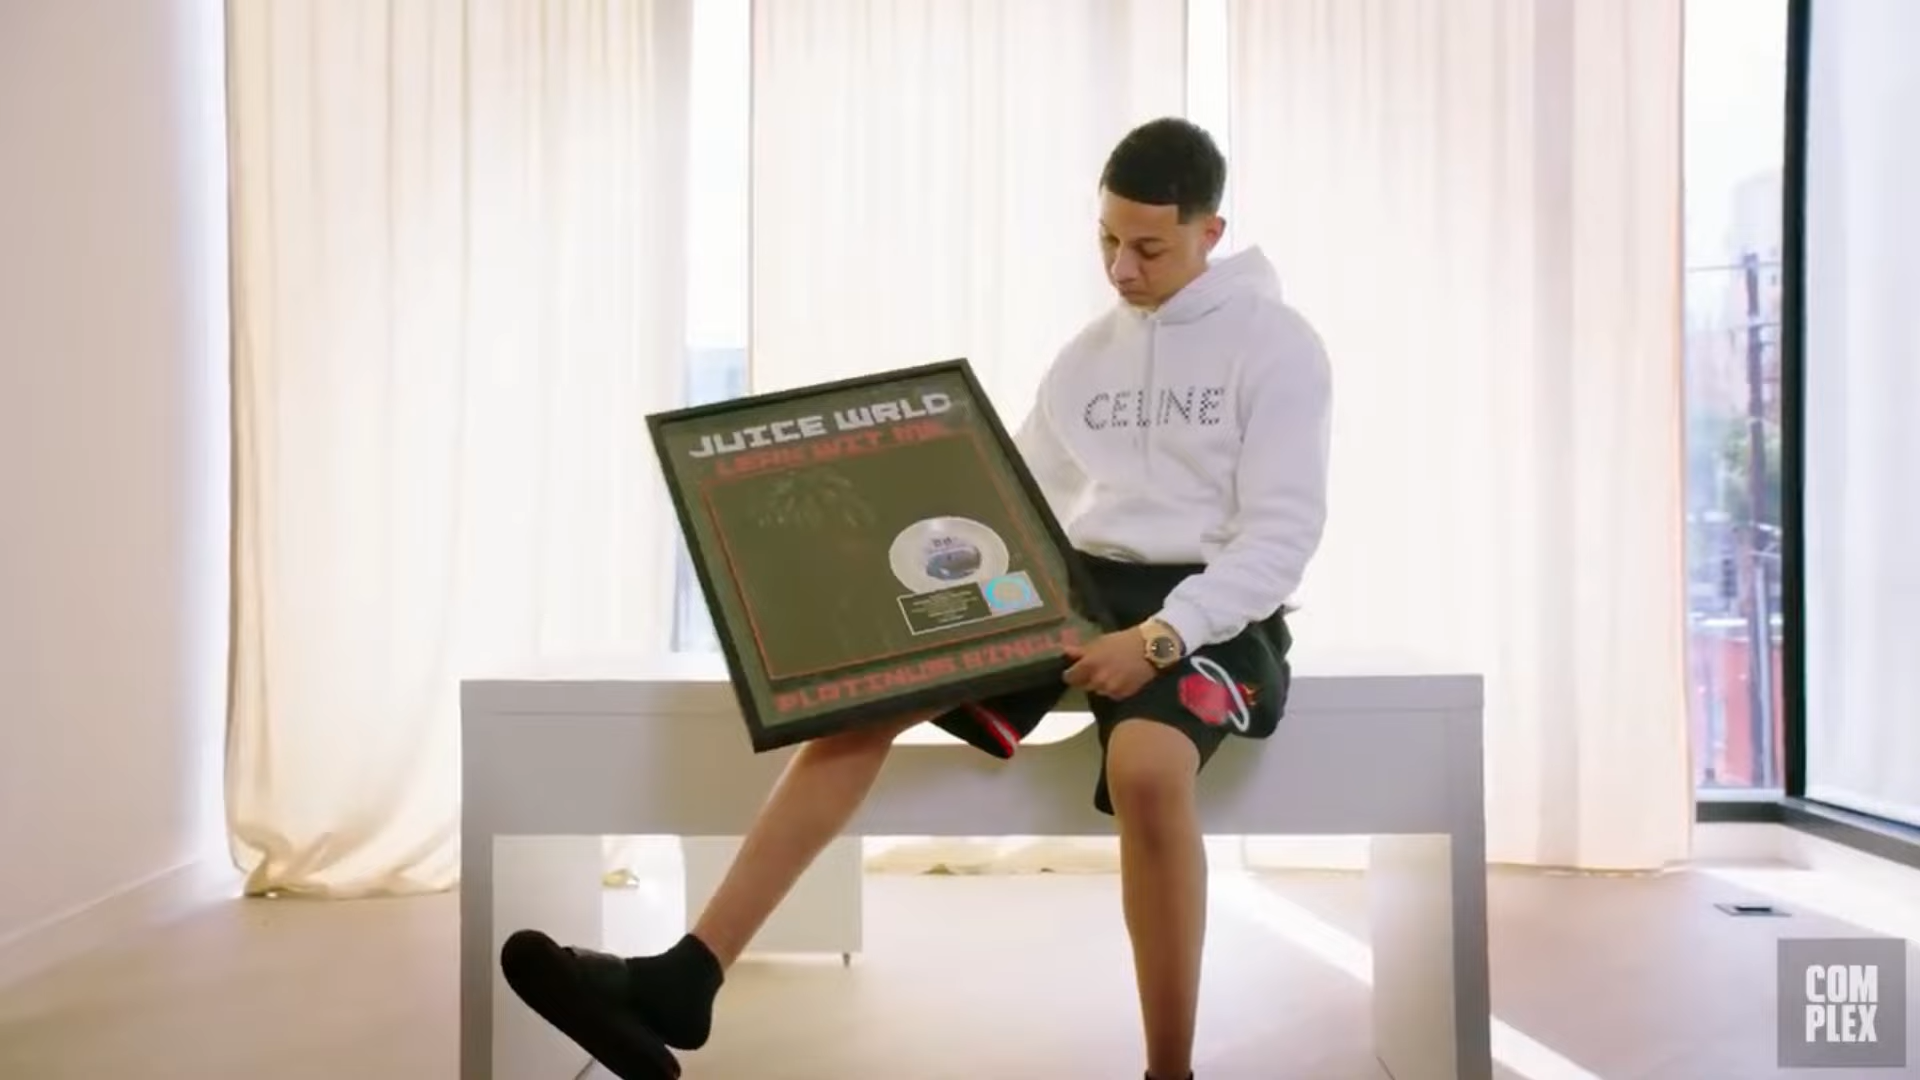 JUICE WRLD
LEAN WIT ME
CELINE
PLATINUM SINGLE
COM
PLEX